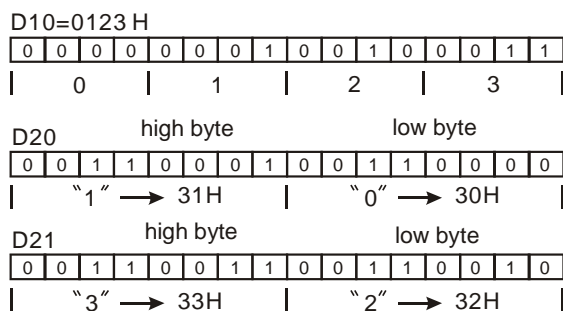 D10=0123 H
0 0 0 0 0 0 0 1 0 0 1 0 0 0 1 1
0 1 2 3
D20 high byte low byte
0 0 1 1 0 0 0 1 0 0 1 1 0 0 0 0
"1" → 31H "0" → 30H
D21 high byte low byte
0 0 1 1 0 0 1 1 0 0 1 1 0 0 1 0
"3" → 33H "2" → 32H